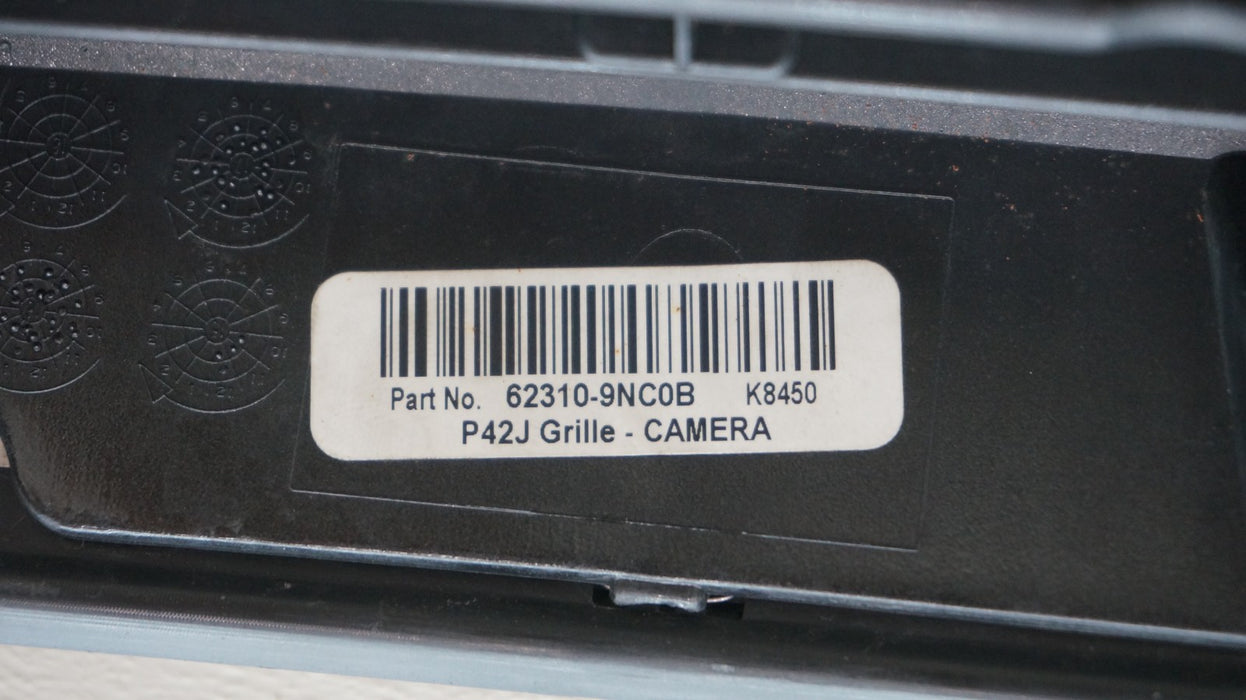 Part No. 62310-9NC0B K8450
P42J Grille - CAMERA